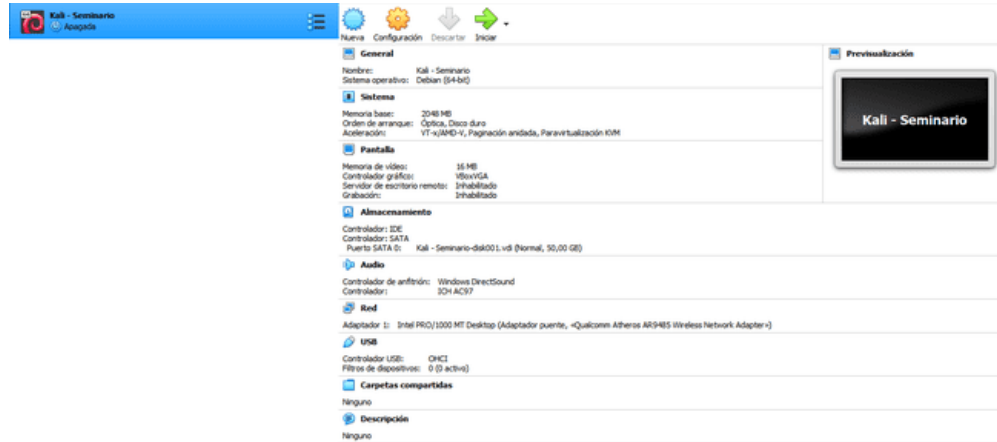 Kali - Seminario
Apagada
Nueva Configuración Descartar Iniciar
General
Nombre: Kali - Seminario
Sistema operativo: Debian (64-bit)
Sistema
Memoria base: 2048 MB
Orden de arranque: Óptica, Disco duro
Aceleración: VT-x/AMD-V, Paginación anidada, Paravirtualización KVM
Pantalla
Memoria de vídeo: 16 MB
Controlador gráfico: VBoxVGA
Servidor de escritorio remoto: Inhabilitado
Grabación: Inhabilitado
Almacenamiento
Controlador: IDE
Controlador: SATA
Puerto SATA 0: Kali - Seminario-disk001.vdi (Normal, 50,00 GB)
Audio
Controlador de anfitrión: Windows DirectSound
Controlador: ICH AC97
Red
Adaptador 1: Intel PRO/1000 MT Desktop (Adaptador puente, «Qualcomm Atheros AR9485 Wireless Network Adapter»)
USB
Controlador USB: OHCI
Filtros de dispositivos: 0 (0 activo)
Carpetas compartidas
Ninguno
Descripción
Ninguno
Previsualización
Kali - Seminario